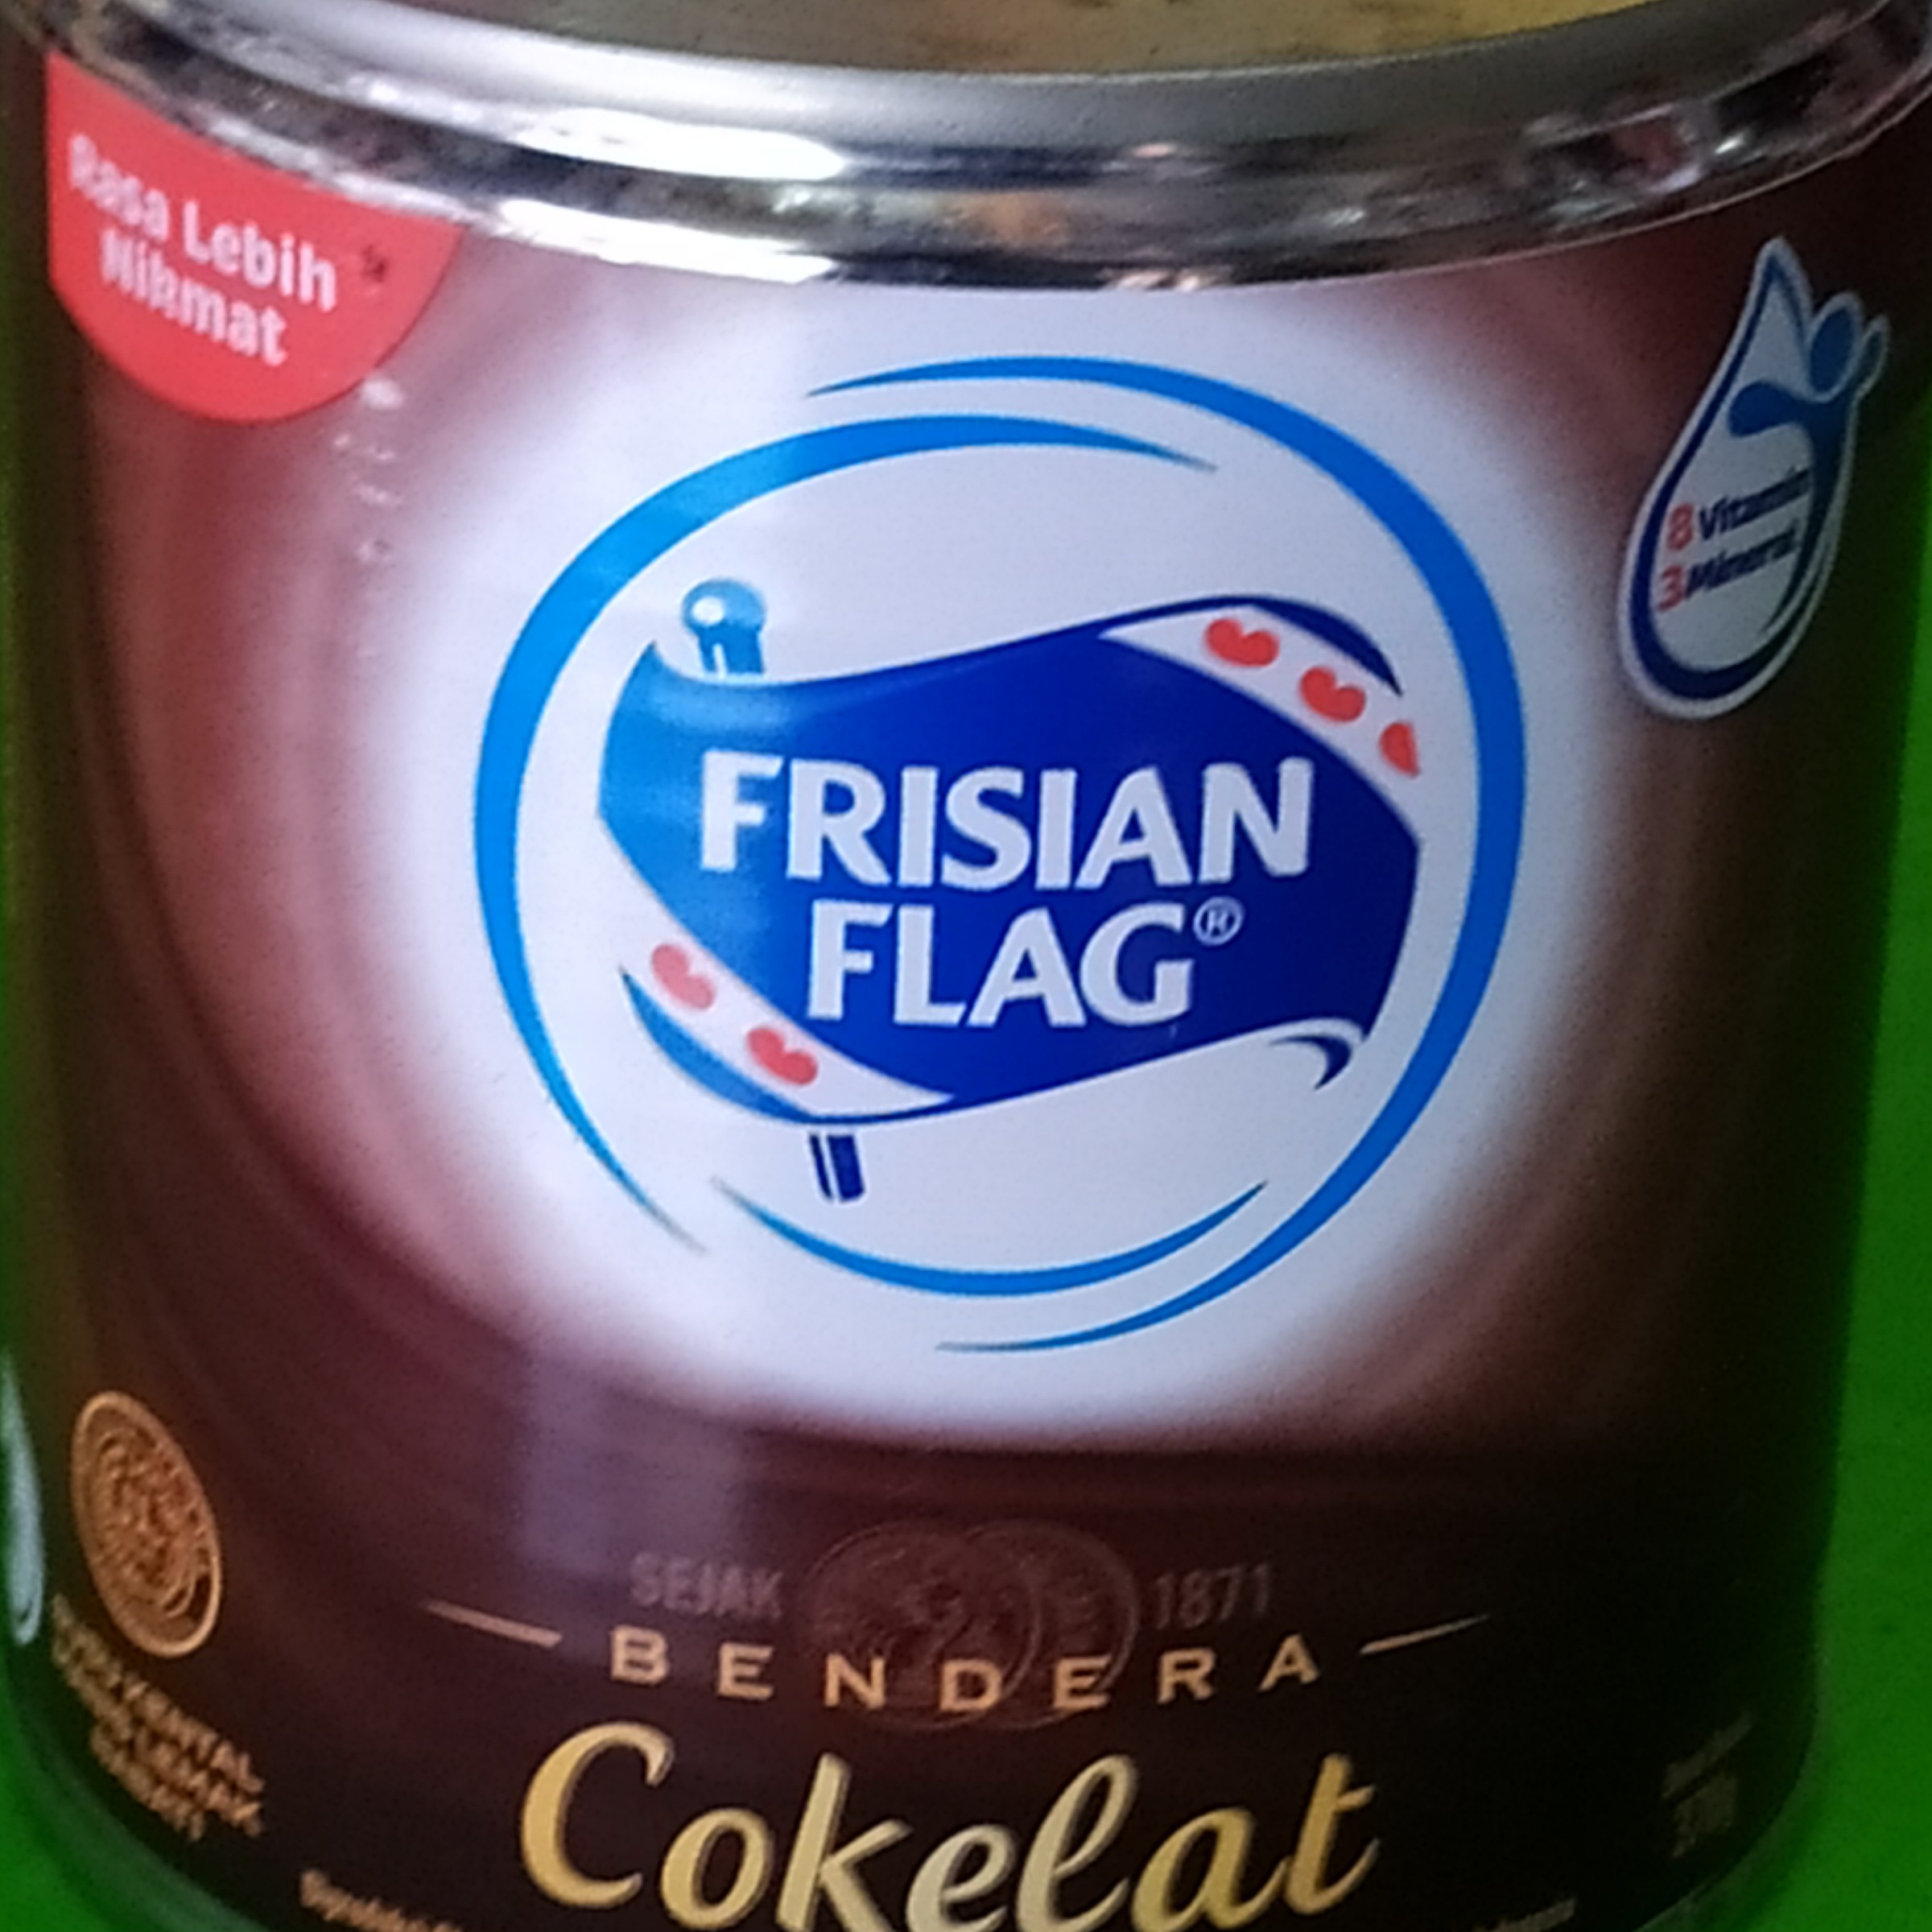 Rasa Lebih
Nikmat*
8 Vitamin
3 Mineral
FRISIAN
FLAG®
SEJAK 1871
BENDERA
Cokelat